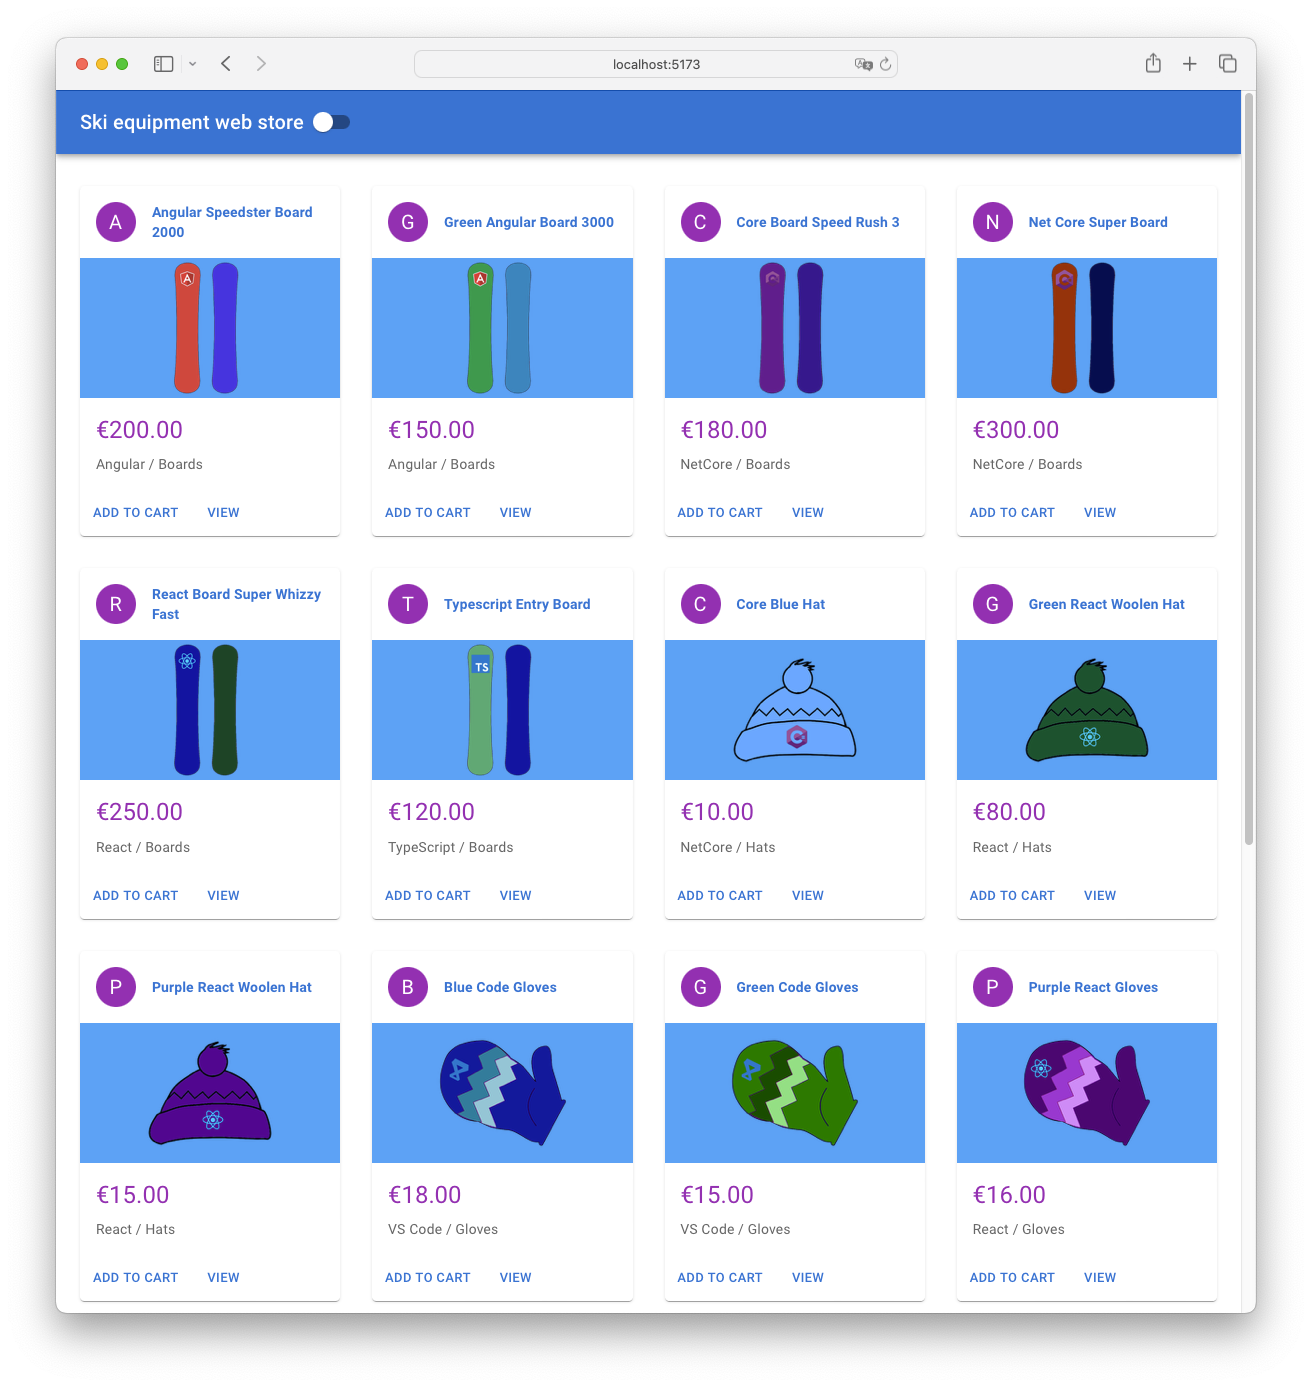 localhost:5173
Ski equipment web store
A
Angular Speedster Board
2000
G
Green Angular Board 3000
C
Core Board Speed Rush 3
N
Net Core Super Board
A
A
€200.00
€150.00
€180.00
€300.00
Angular / Boards
Angular / Boards
NetCore / Boards
NetCore / Boards
ADD TO CART VIEW
ADD TO CART VIEW
ADD TO CART VIEW
ADD TO CART VIEW
R
React Board Super Whizzy
Fast
T
Typescript Entry Board
C
Core Blue Hat
G
Green React Woolen Hat
TS
€250.00
€120.00
€10.00
€80.00
React / Boards
TypeScript / Boards
NetCore / Hats
React / Hats
ADD TO CART VIEW
ADD TO CART VIEW
ADD TO CART VIEW
ADD TO CART VIEW
P
Purple React Woolen Hat
B
Blue Code Gloves
G
Green Code Gloves
P
Purple React Gloves
€15.00
€18.00
€15.00
€16.00
React / Hats
VS Code / Gloves
VS Code / Gloves
React / Gloves
ADD TO CART VIEW
ADD TO CART VIEW
ADD TO CART VIEW
ADD TO CART VIEW